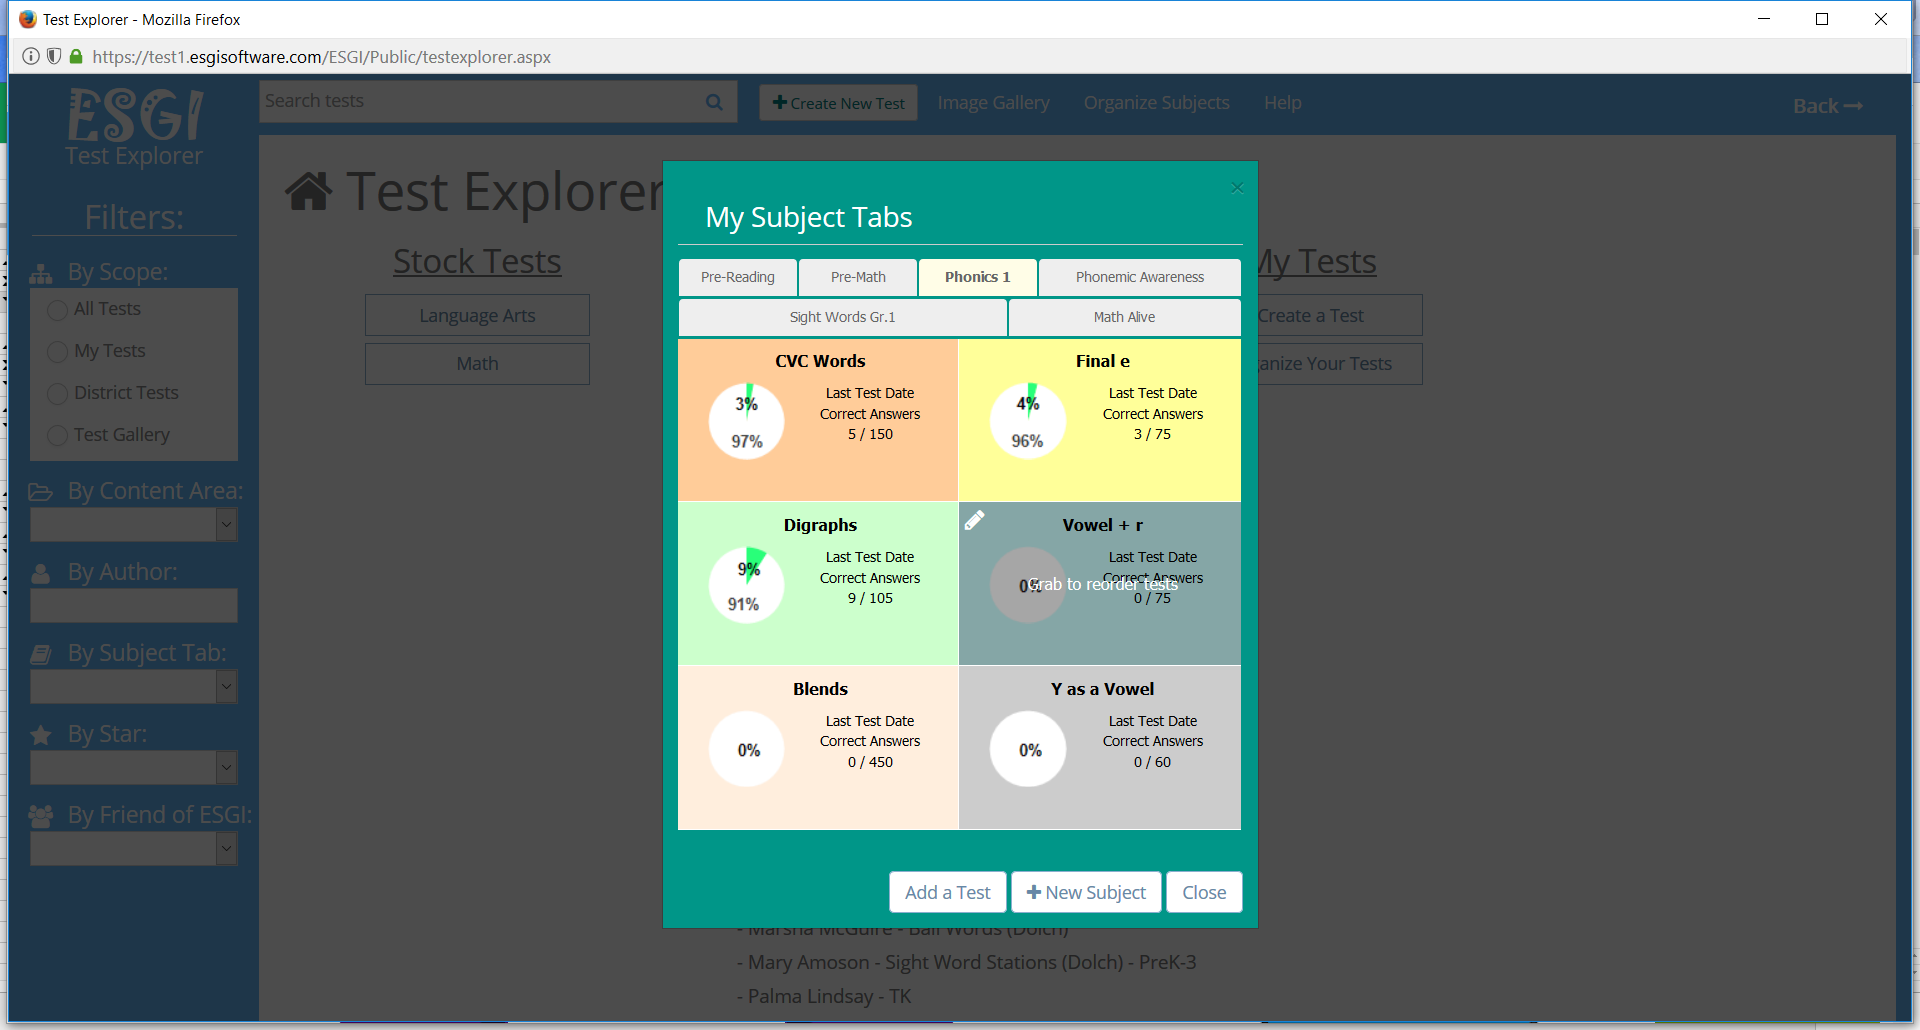 Test Explorer - Mozilla Firefox
https://test1.esgisoftware.com/ESGI/Public/testexplorer.aspx
ESGI
Test Explorer
Search tests
Create New Test
Image Gallery
Organize Subjects
Help
Back
Filters:
By Scope:
All Tests
My Tests
District Tests
Test Gallery
By Content Area:
By Author:
By Subject Tab:
By Star:
By Friend of ESGI:
Test Explorer
Stock Tests
Language Arts
Math
My Tests
Create a Test
ganize Your Tests
×
My Subject Tabs
Pre-Reading
Pre-Math
Phonics 1
Phonemic Awareness
Sight Words Gr.1
Math Alive
CVC Words
3%
97%
Last Test Date
Correct Answers
5 / 150
Final e
4%
96%
Last Test Date
Correct Answers
3 / 75
Digraphs
9%
91%
Last Test Date
Correct Answers
9 / 105
Vowel + r
0%
Last Test Date
Correct Answers
0 / 75
Grab to reorder tests
Blends
0%
Last Test Date
Correct Answers
0 / 450
Y as a Vowel
0%
Last Test Date
Correct Answers
0 / 60
Add a Test
New Subject
Close
- Marsha McGuire - Ball Words (Dolch)
- Mary Amoson - Sight Word Stations (Dolch) - PreK-3
- Palma Lindsay - TK